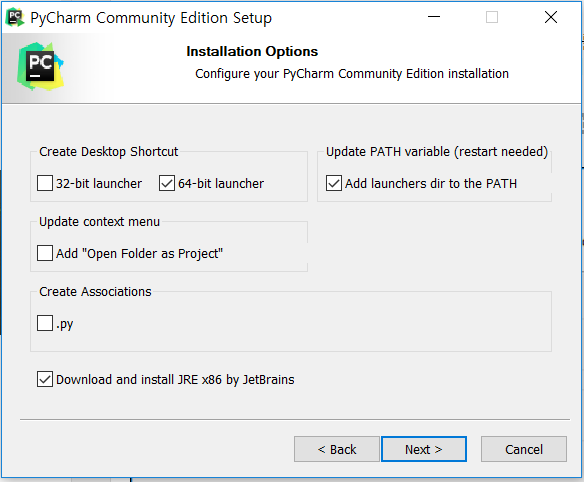 PyCharm Community Edition Setup
PC
Installation Options
Configure your PyCharm Community Edition installation
Create Desktop Shortcut
32-bit launcher
64-bit launcher
Update PATH variable (restart needed)
Add launchers dir to the PATH
Update context menu
Add "Open Folder as Project"
Create Associations
.py
Download and install JRE x86 by JetBrains
< Back
Next >
Cancel